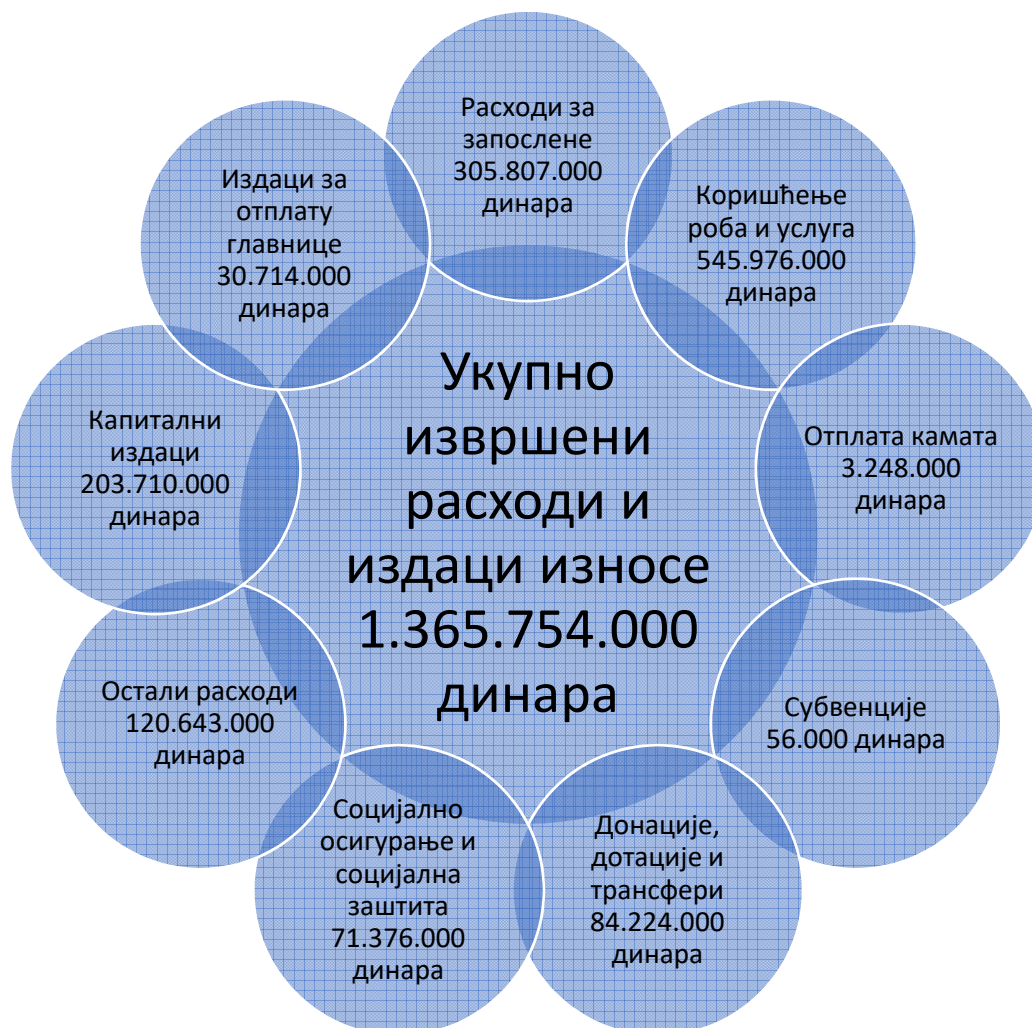 Расходи за
запослене
305.807.000
динара
Коришћење
роба и услуга
545.976.000
динара
Отплата камата
3.248.000
динара
Субвенције
56.000 динара
Донације,
дотације и
трансфери
84.224.000
динара
Социјално
осигурање и
социјална
заштита
71.376.000
динара
Остали расходи
120.643.000
динара
Капитални
издаци
203.710.000
динара
Издаци за
отплату
главнице
30.714.000
динара
Укупно
извршени
расходи и
издаци износе
1.365.754.000
динара